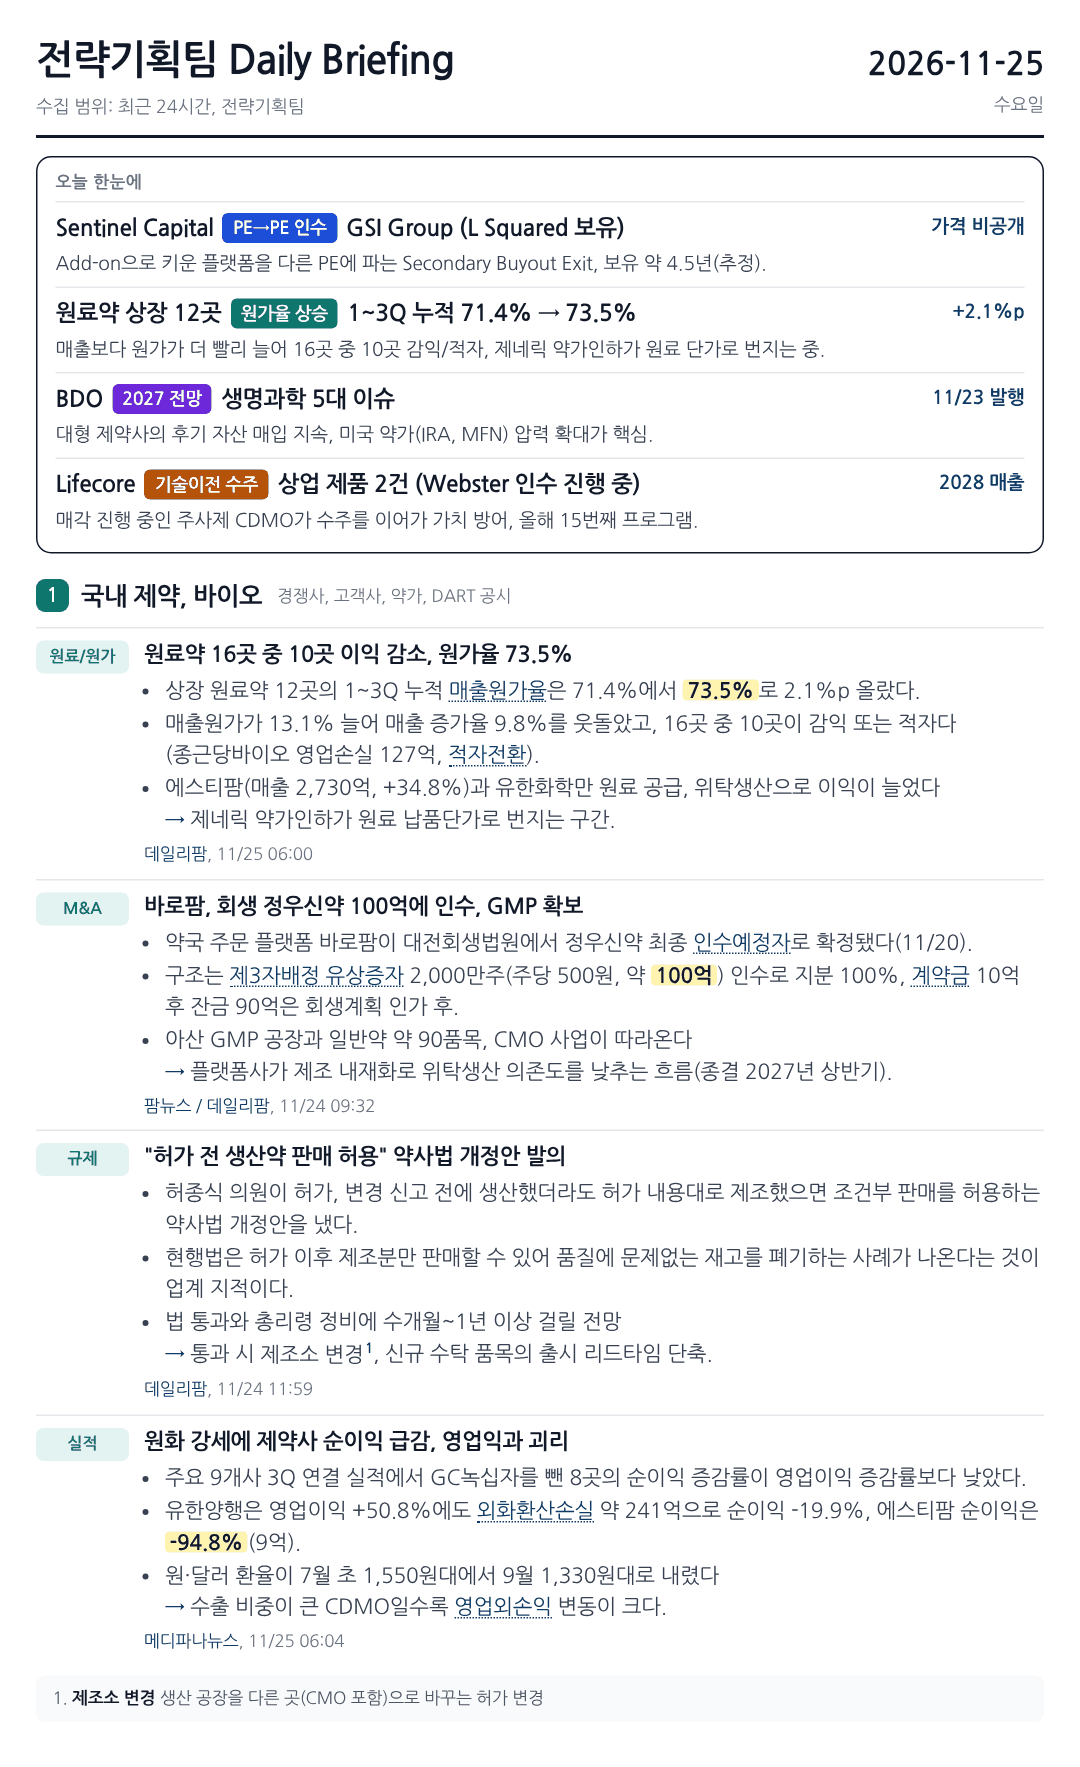 전략기획팀 Daily Briefing
2026-11-25
수집 범위: 최근 24시간, 전략기획팀
수요일
오늘 한눈에
Sentinel Capital PE→PE 인수 GSI Group (L Squared 보유) 가격 비공개
Add-on으로 키운 플랫폼을 다른 PE에 파는 Secondary Buyout Exit, 보유 약 4.5년(추정).
원료약 상장 12곳 원가율 상승 1~3Q 누적 71.4% → 73.5% +2.1%p
매출보다 원가가 더 빨리 늘어 16곳 중 10곳 감익/적자, 제네릭 약가인하가 원료 단가로 번지는 중.
BDO 2027 전망 생명과학 5대 이슈 11/23 발행
대형 제약사의 후기 자산 매입 지속, 미국 약가(IRA, MFN) 압력 확대가 핵심.
Lifecore 기술이전 수주 상업 제품 2건 (Webster 인수 진행 중) 2028 매출
매각 진행 중인 주사제 CDMO가 수주를 이어가 가치 방어, 올해 15번째 프로그램.
1 국내 제약, 바이오 경쟁사, 고객사, 약가, DART 공시
원료/원가 원료약 16곳 중 10곳 이익 감소, 원가율 73.5%
• 상장 원료약 12곳의 1~3Q 누적 매출원가율은 71.4%에서 73.5%로 2.1%p 올랐다.
• 매출원가가 13.1% 늘어 매출 증가율 9.8%를 웃돌았고, 16곳 중 10곳이 감익 또는 적자다
(종근당바이오 영업손실 127억, 적자전환).
• 에스티팜(매출 2,730억, +34.8%)과 유한화학만 원료 공급, 위탁생산으로 이익이 늘었다
→ 제네릭 약가인하가 원료 납품단가로 번지는 구간.
데일리팜, 11/25 06:00
M&A 바로팜, 회생 정우신약 100억에 인수, GMP 확보
• 약국 주문 플랫폼 바로팜이 대전회생법원에서 정우신약 최종 인수예정자로 확정됐다(11/20).
• 구조는 제3자배정 유상증자 2,000만주(주당 500원, 약 100억) 인수로 지분 100%, 계약금 10억
후 잔금 90억은 회생계획 인가 후.
• 아산 GMP 공장과 일반약 약 90품목, CMO 사업이 따라온다
→ 플랫폼사가 제조 내재화로 위탁생산 의존도를 낮추는 흐름(종결 2027년 상반기).
팜뉴스 / 데일리팜, 11/24 09:32
규제 "허가 전 생산약 판매 허용" 약사법 개정안 발의
• 허종식 의원이 허가, 변경 신고 전에 생산했더라도 허가 내용대로 제조했으면 조건부 판매를 허용하는
약사법 개정안을 냈다.
• 현행법은 허가 이후 제조분만 판매할 수 있어 품질에 문제없는 재고를 폐기하는 사례가 나온다는 것이
업계 지적이다.
• 법 통과와 총리령 정비에 수개월~1년 이상 걸릴 전망
→ 통과 시 제조소 변경¹, 신규 수탁 품목의 출시 리드타임 단축.
데일리팜, 11/24 11:59
실적 원화 강세에 제약사 순이익 급감, 영업익과 괴리
• 주요 9개사 3Q 연결 실적에서 GC녹십자를 뺀 8곳의 순이익 증감률이 영업이익 증감률보다 낮았다.
• 유한양행은 영업이익 +50.8%에도 외화환산손실 약 241억으로 순이익 -19.9%, 에스티팜 순이익은
-94.8%(9억).
• 원·달러 환율이 7월 초 1,550원대에서 9월 1,330원대로 내렸다
→ 수출 비중이 큰 CDMO일수록 영업외손익 변동이 크다.
메디파나뉴스, 11/25 06:04
1. 제조소 변경 생산 공장을 다른 곳(CMO 포함)으로 바꾸는 허가 변경